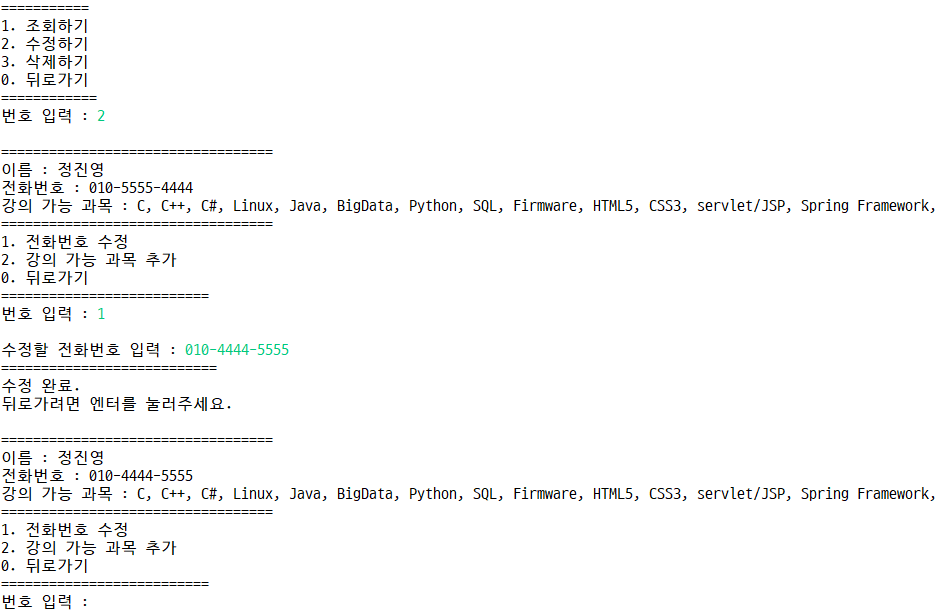 ===========
1. 조회하기
2. 수정하기
3. 삭제하기
0. 뒤로가기
============
번호 입력 : 2
==================================
이름 : 정진영
전화번호 : 010-5555-4444
강의 가능 과목 : C, C++, C#, Linux, Java, BigData, Python, SQL, Firmware, HTML5, CSS3, servlet/JSP, Spring Framework,
==================================
1. 전화번호 수정
2. 강의 가능 과목 추가
0. 뒤로가기
==========================
번호 입력 : 1
수정할 전화번호 입력 : 010-4444-5555
===========================
수정 완료.
뒤로가려면 엔터를 눌러주세요.
==================================
이름 : 정진영
전화번호 : 010-4444-5555
강의 가능 과목 : C, C++, C#, Linux, Java, BigData, Python, SQL, Firmware, HTML5, CSS3, servlet/JSP, Spring Framework,
==================================
1. 전화번호 수정
2. 강의 가능 과목 추가
0. 뒤로가기
==========================
번호 입력 :